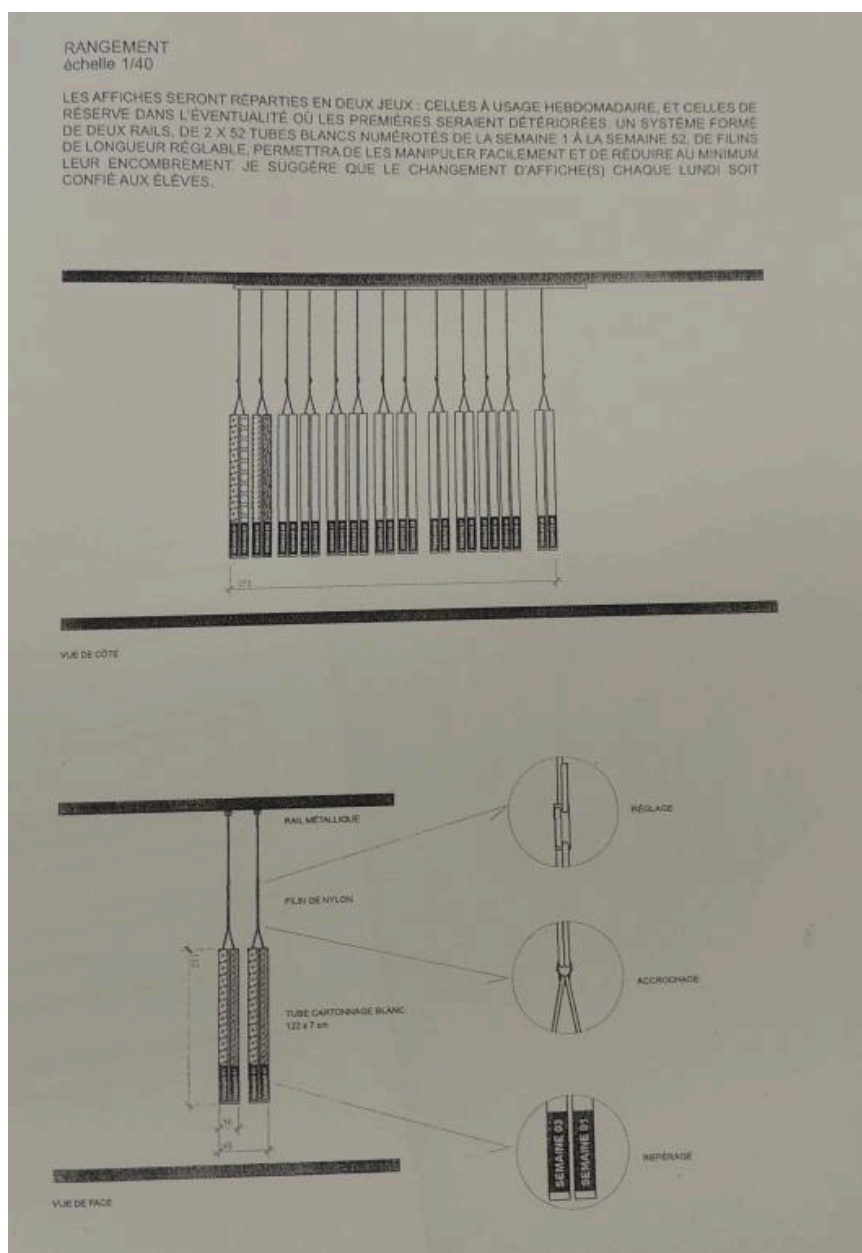 RANGEMENT
échelle 1/40
LES AFFICHES SERONT RÉPARTIES EN DEUX JEUX : CELLES À USAGE HEBDOMADAIRE, ET CELLES DE
RÉSERVE DANS L'ÉVENTUALITÉ OÙ LES PREMIÈRES SERAIENT DÉTÉRIORÉES. UN SYSTÈME FORMÉ
DE DEUX RAILS, DE 2 X 52 TUBES BLANCS NUMÉROTÉS DE LA SEMAINE 1 À LA SEMAINE 52, DE FILINS
DE LONGUEUR RÉGLABLE, PERMETTRA DE LES MANIPULER FACILEMENT ET DE RÉDUIRE AU MINIMUM
LEUR ENCOMBREMENT. JE SUGGÈRE QUE LE CHANGEMENT D'AFFICHE(S) CHAQUE LUNDI SOIT
CONFIÉ AUX ÉLÈVES.
VUE DE CÔTÉ
RAIL MÉTALLIQUE
RÉGLAGE
FILIN DE NYLON
ACCROCHAGE
TUBE CARTONNAGE BLANC
122 x 7 cm
SEMAINE 03
SEMAINE 01
REPÉRAGE
VUE DE FACE